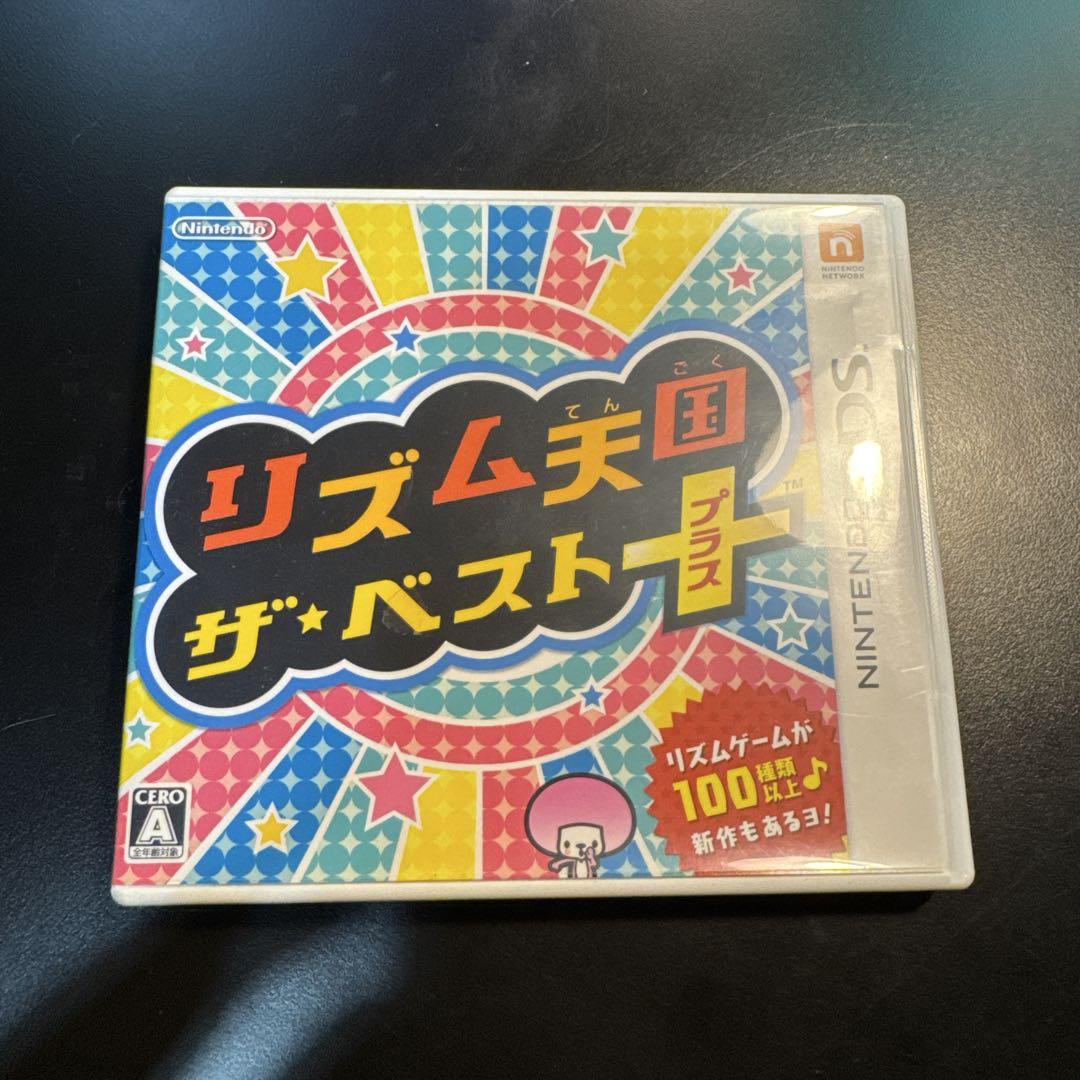 Nintendo
NINTENDO
NETWORK
リズム天国
てん
ごく
ザ★ベスト+
プラス
TM
リズムゲームが
100種類以上♪
新作もあるヨ!
CERO
A
全年齢対象
NINTENDO 3DS